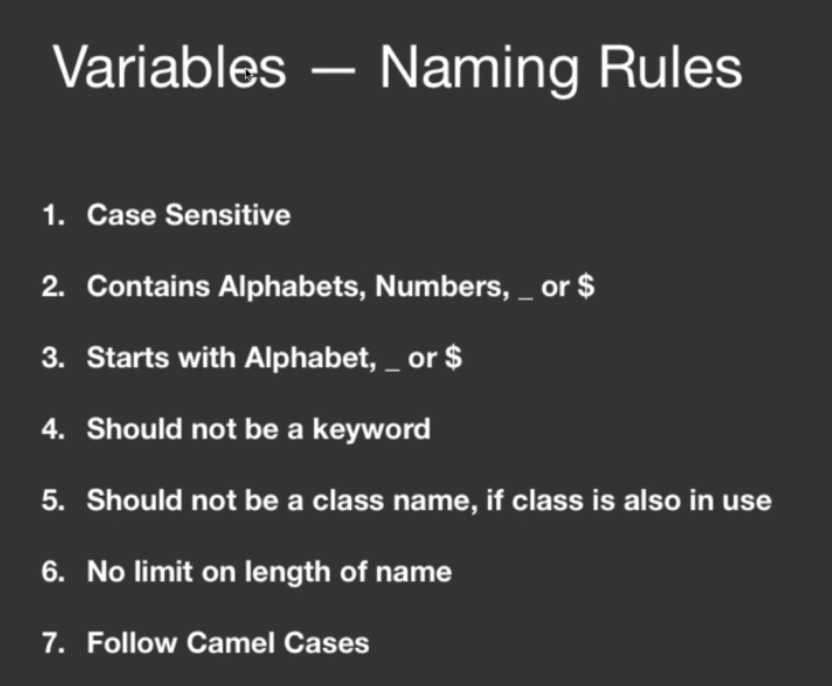 Variables — Naming Rules
1. Case Sensitive
2. Contains Alphabets, Numbers, _ or $
3. Starts with Alphabet, _ or $
4. Should not be a keyword
5. Should not be a class name, if class is also in use
6. No limit on length of name
7. Follow Camel Cases